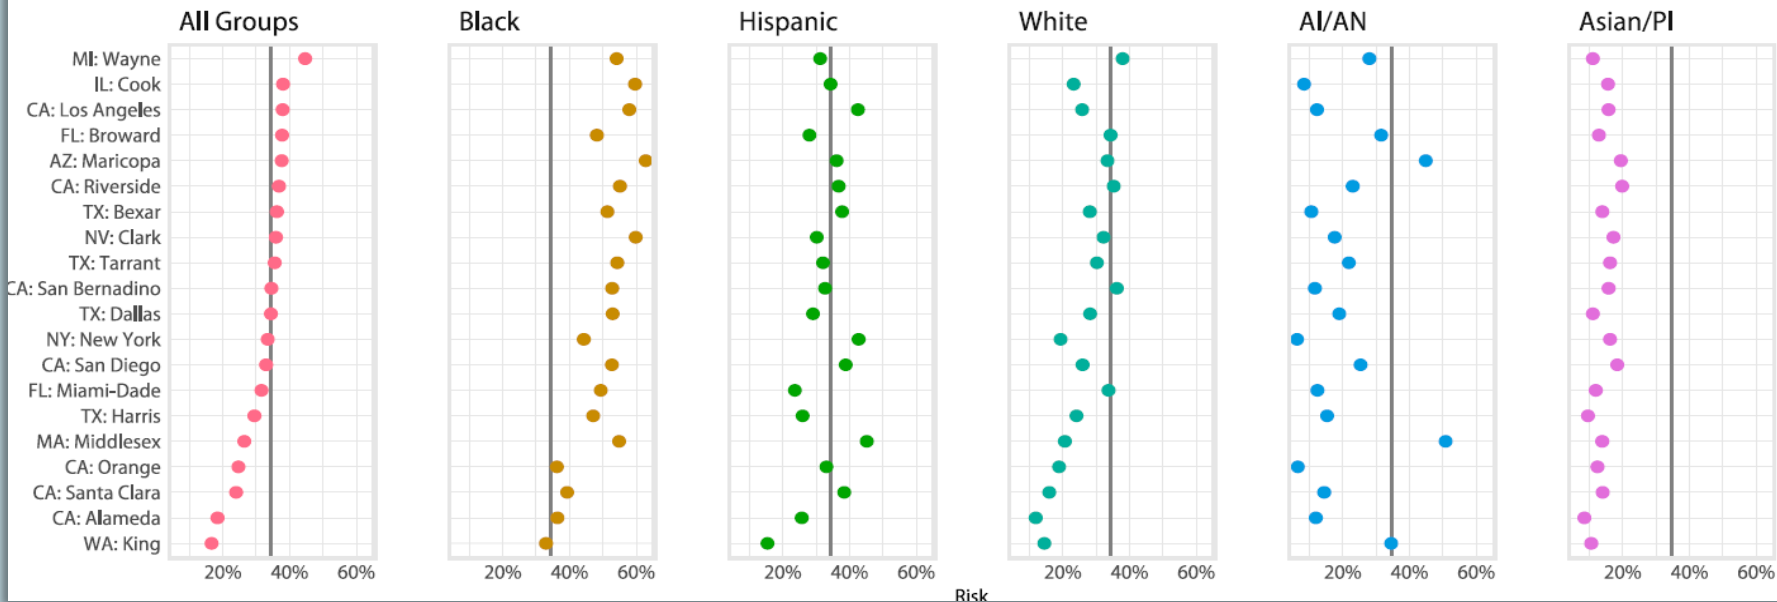 All Groups Black Hispanic White AI/AN Asian/PI
MI: Wayne
IL: Cook
CA: Los Angeles
FL: Broward
AZ: Maricopa
CA: Riverside
TX: Bexar
NV: Clark
TX: Tarrant
CA: San Bernadino
TX: Dallas
NY: New York
CA: San Diego
FL: Miami-Dade
TX: Harris
MA: Middlesex
CA: Orange
CA: Santa Clara
CA: Alameda
WA: King
20% 40% 60% 20% 40% 60% 20% 40% 60% 20% 40% 60% 20% 40% 60% 20% 40% 60%
Risk